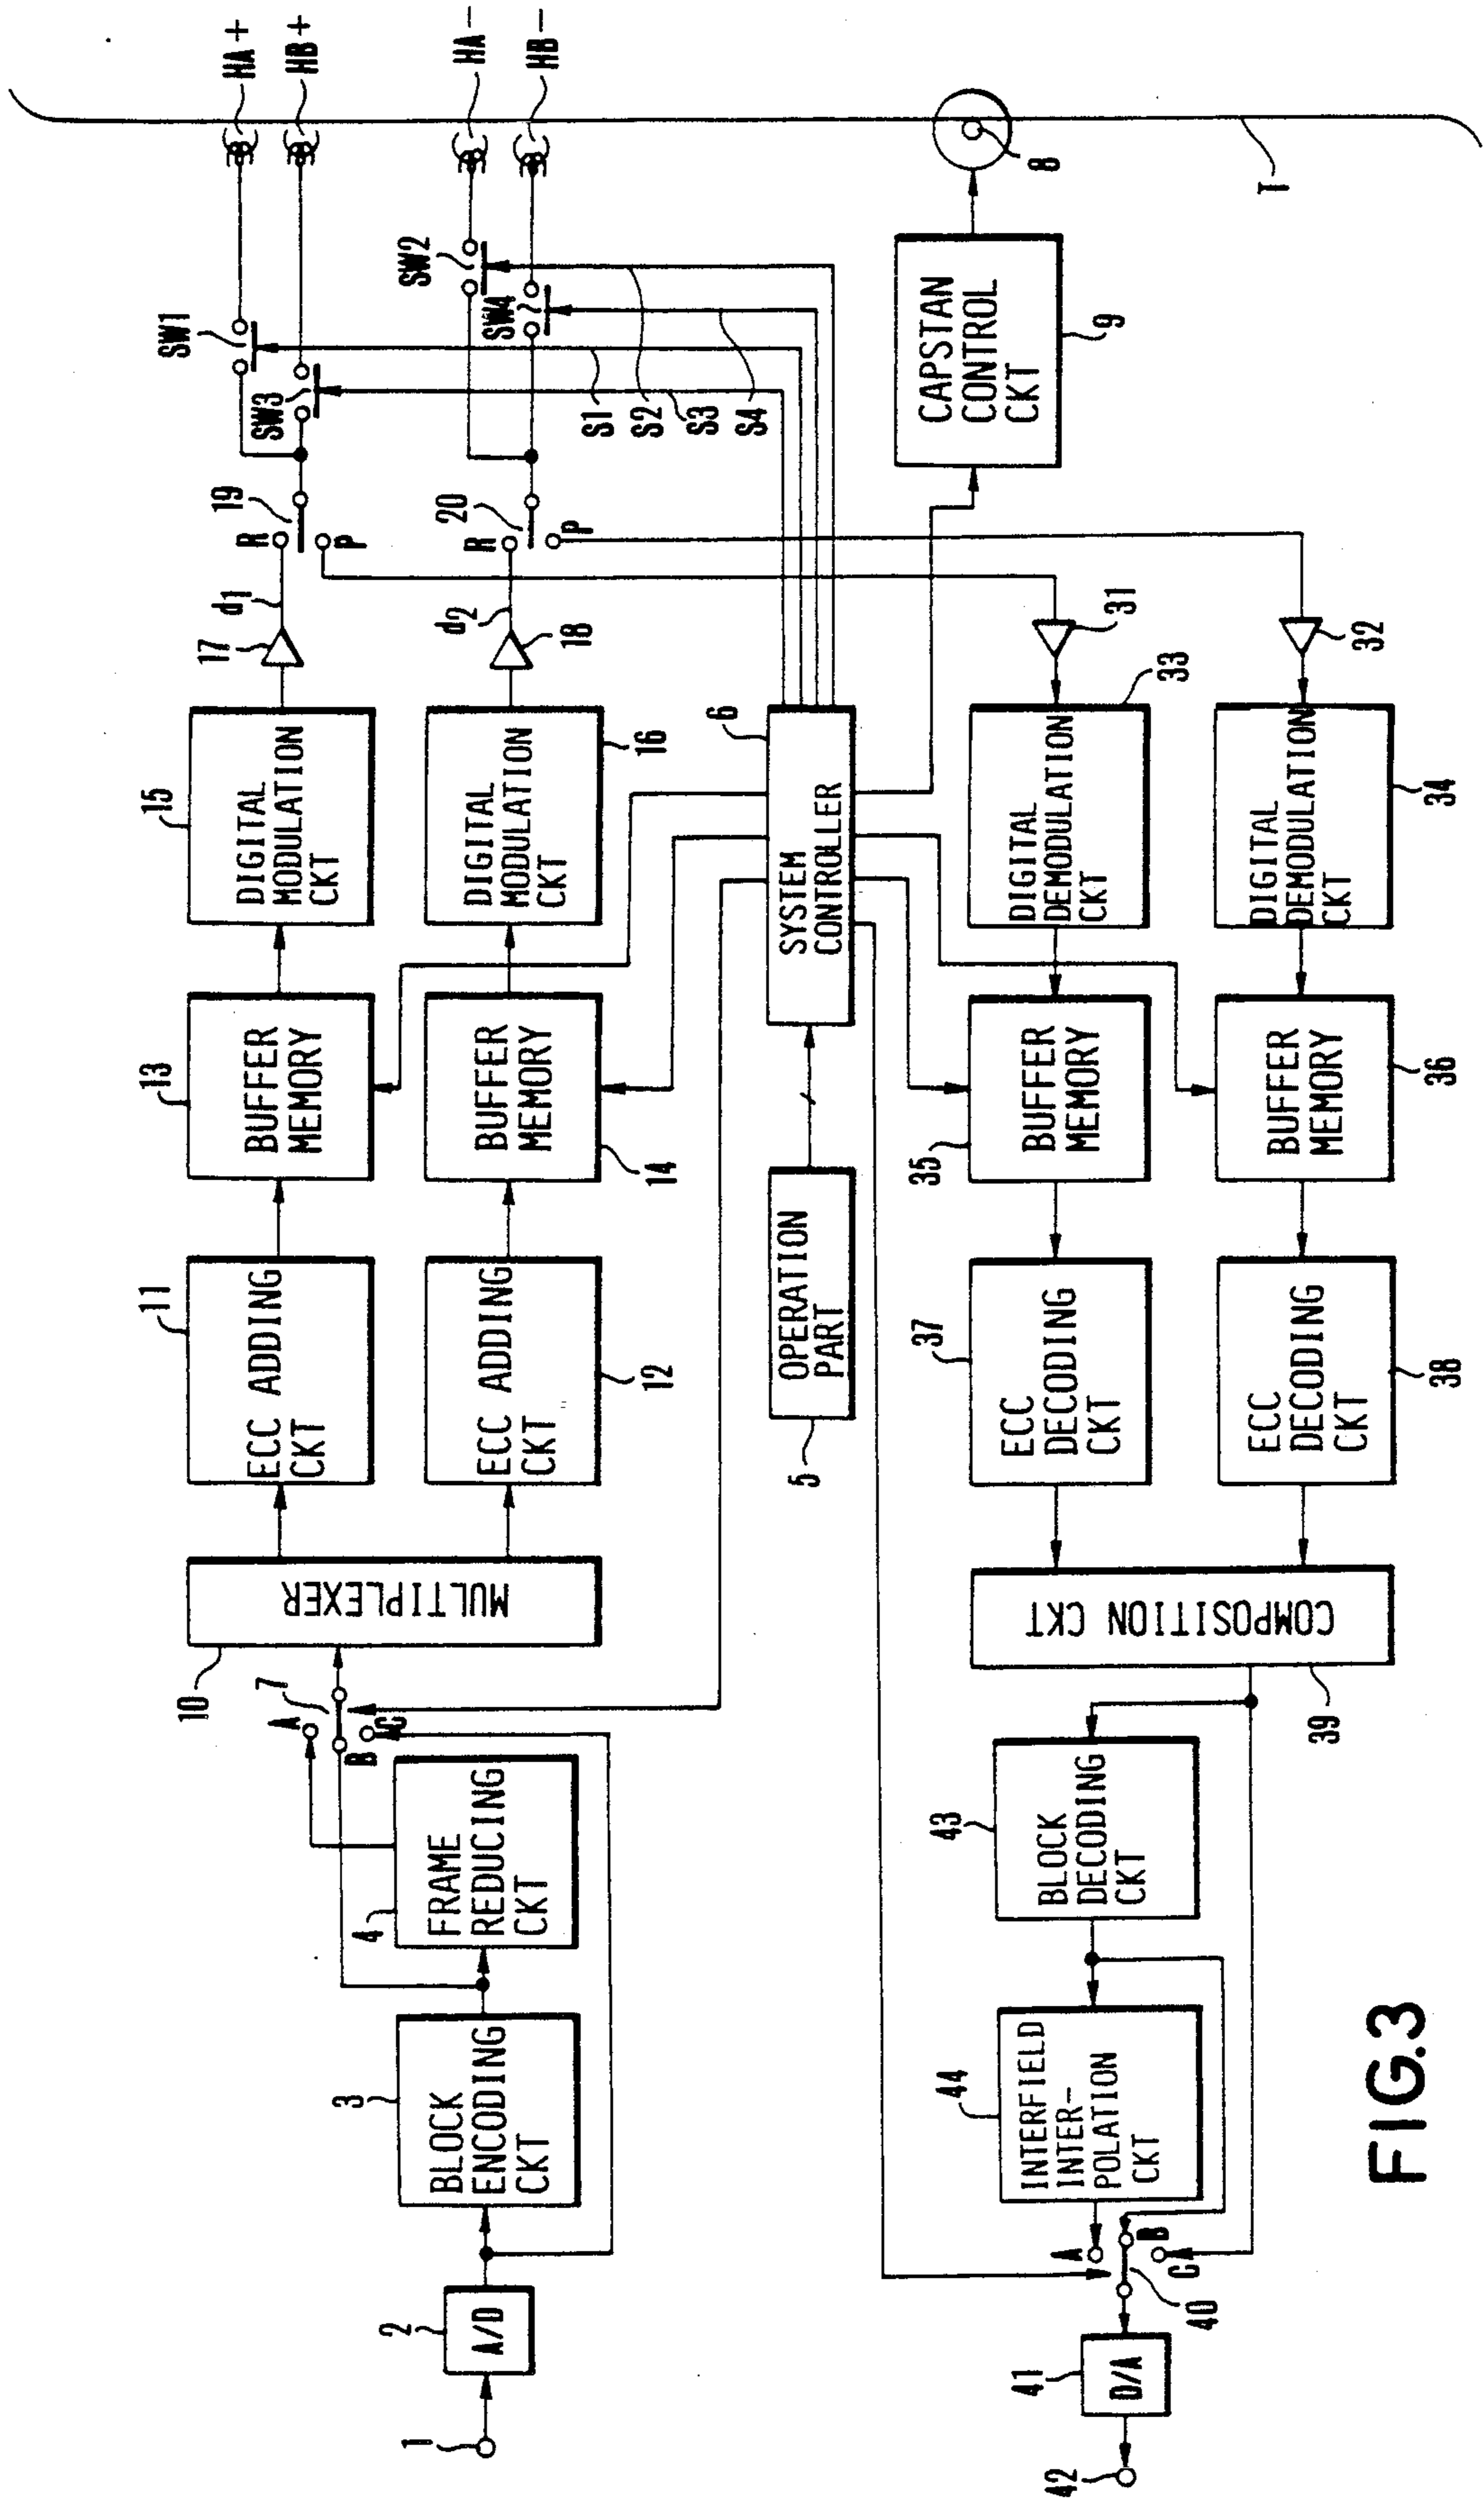 HA+
HB+
HA-
HB-
SW1
SW3
SW2
SW4
S1
S2
S3
S4
8
T
CAPSTAN
CONTROL
CKT
9
19
R
P
20
R
P
d1
17
d2
18
31
32
15
DIGITAL
MODULATION
CKT
DIGITAL
MODULATION
CKT
16
6
SYSTEM
CONTROLLER
DIGITAL
DEMODULATION
CKT
33
DIGITAL
DEMODULATION
CKT
34
13
BUFFER
MEMORY
BUFFER
MEMORY
14
35
BUFFER
MEMORY
BUFFER
MEMORY
36
11
ECC ADDING
CKT
ECC ADDING
CKT
12
OPERATION
PART
5
37
ECC
DECODING
CKT
ECC
DECODING
CKT
38
10
MULTIPLEXER
COMPOSITION CKT
39
7
A
B
C
4
FRAME
REDUCING
CKT
43
BLOCK
DECODING
CKT
3
BLOCK
ENCODING
CKT
44
INTERFIELD
INTER-
POLATION
CKT
A
B
C
40
2
A/D
41
D/A
1
42
FIG.3